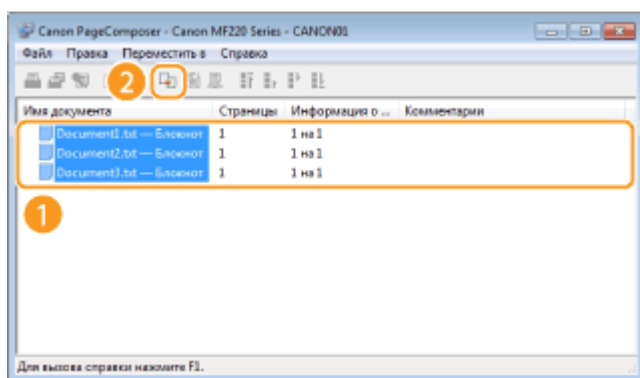 Canon PageComposer - Canon MF220 Series - CANON01
Файл Правка Переместить в Справка
2
Имя документа Страницы Информация о ... Комментарии
Document1.txt — Блокнот 1 1 на 1
Document2.txt — Блокнот 1 1 на 1
Document3.txt — Блокнот 1 1 на 1
1
Для вызова справки нажмите F1.